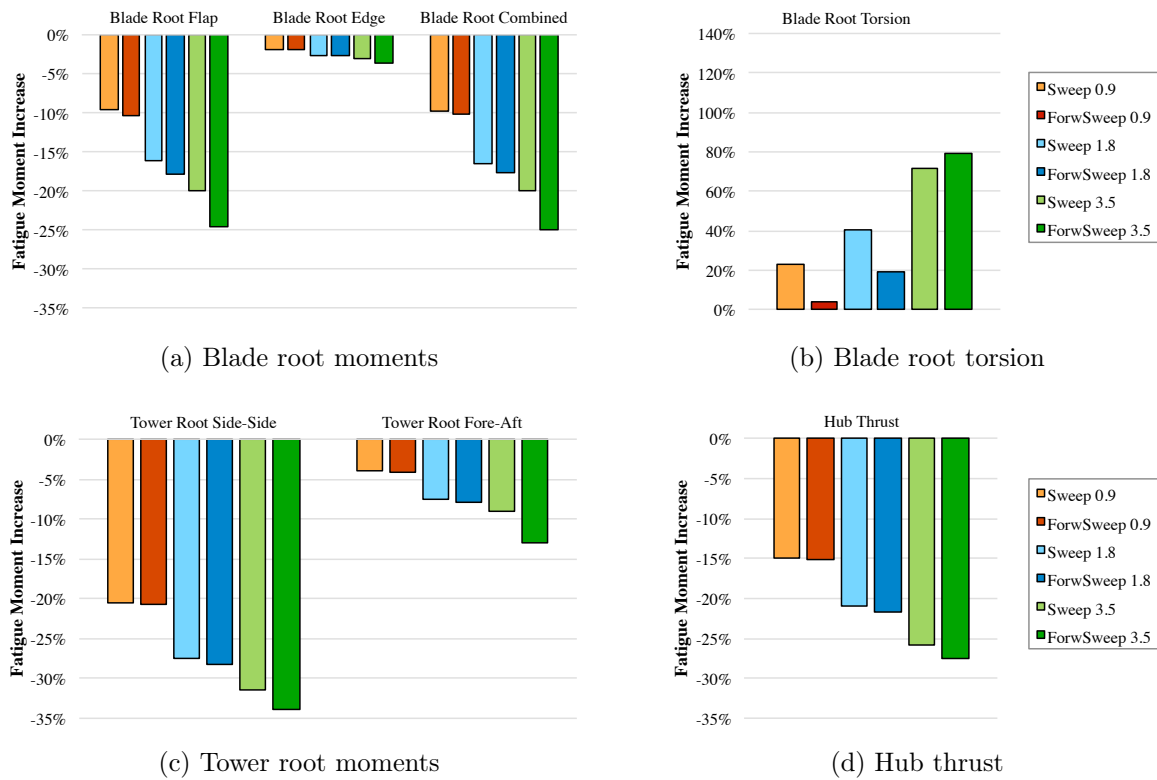 Blade Root Flap
Blade Root Edge
Blade Root Combined
Fatigue Moment Increase
0%
-5%
-10%
-15%
-20%
-25%
-30%
-35%
(a) Blade root moments
Blade Root Torsion
Fatigue Moment Increase
140%
120%
100%
80%
60%
40%
20%
0%
Sweep 0.9
ForwSweep 0.9
Sweep 1.8
ForwSweep 1.8
Sweep 3.5
ForwSweep 3.5
(b) Blade root torsion
Tower Root Side-Side
Tower Root Fore-Aft
Fatigue Moment Increase
0%
-5%
-10%
-15%
-20%
-25%
-30%
-35%
(c) Tower root moments
Hub Thrust
Fatigue Moment Increase
0%
-5%
-10%
-15%
-20%
-25%
-30%
-35%
Sweep 0.9
ForwSweep 0.9
Sweep 1.8
ForwSweep 1.8
Sweep 3.5
ForwSweep 3.5
(d) Hub thrust